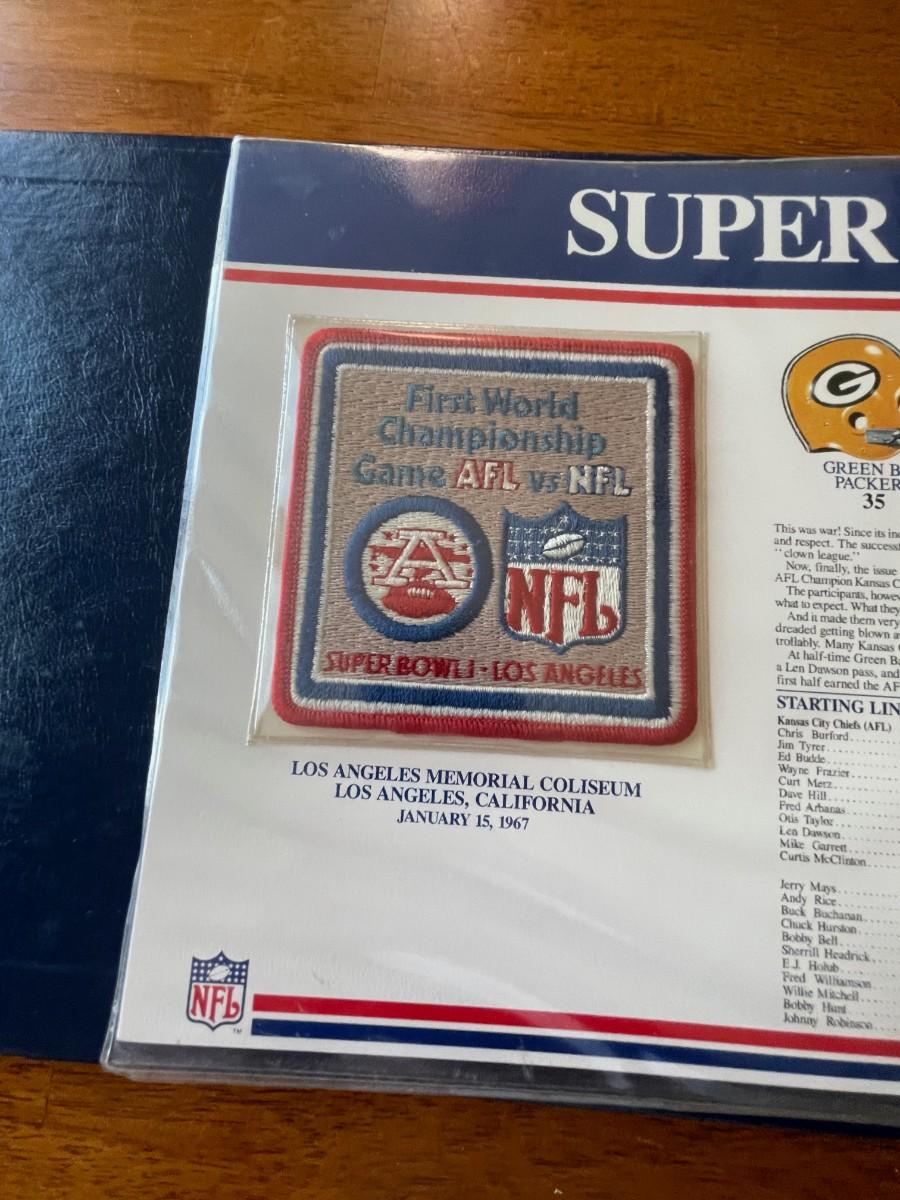 SUPER
First World
Championship
Game AFL vs NFL
A
NFL
SUPER BOWL I - LOS ANGELES
LOS ANGELES MEMORIAL COLISEUM
LOS ANGELES, CALIFORNIA
JANUARY 15, 1967
NFL
TM
G
GREEN B
PACKER
35
This was war! Since its inc
and respect. The successf
"clown league."
Now, finally, the issue
AFL Champion Kansas C
The participants, howev
what to expect. What they
And it made them very
dreaded getting blown a
trollably. Many Kansas
At half-time Green Ba
a Len Dawson pass, and
first half earned the AF
STARTING LIN
Kansas City Chiefs (AFL)
Chris Burford
Jim Tyrer
Ed Budde
Wayne Frazier
Curt Merz
Dave Hill
Fred Arbanas
Otis Taylor
Len Dawson
Mike Garrett
Curtis McClinton
Jerry Mays
Andy Rice
Buck Buchanan
Chuck Hurston
Bobby Bell
Sherrill Headrick
E.J. Holub
Fred Williamson
Willie Mitchell
Bobby Hunt
Johnny Robinson